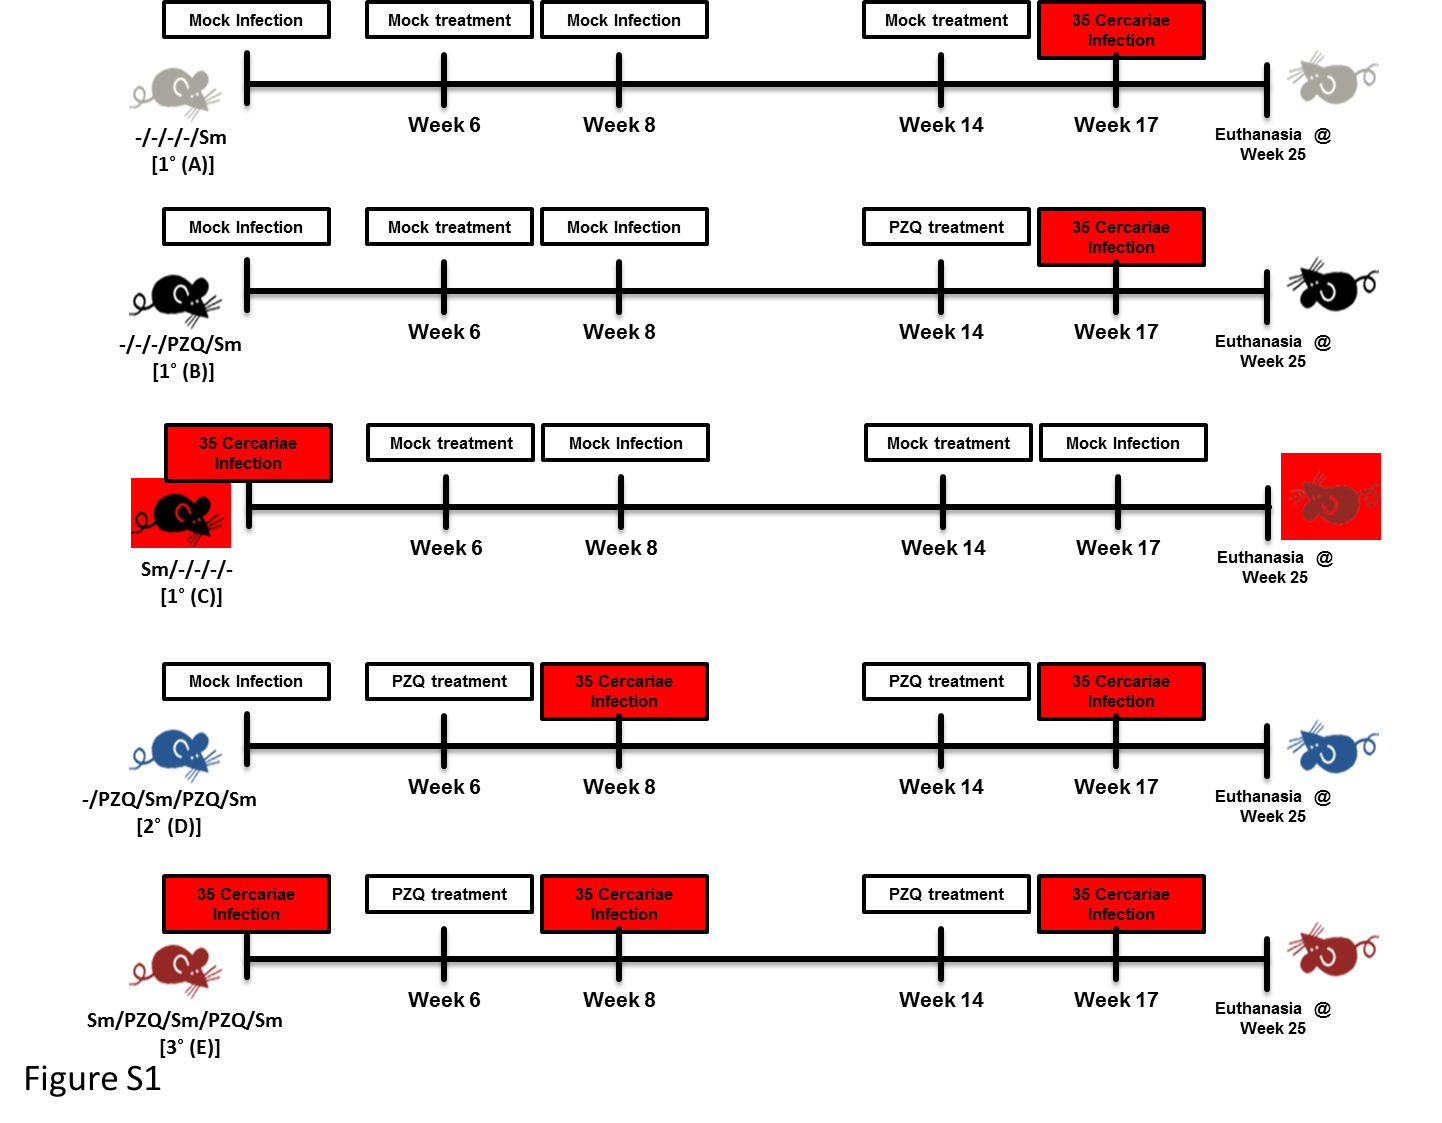 Mock Infection
Mock treatment
Mock Infection
Mock treatment
35 Cercariae
Infection
-/-/-/-/Sm
[1° (A)]
Week 6
Week 8
Week 14
Week 17
Euthanasia @
Week 25
Mock Infection
Mock treatment
Mock Infection
PZQ treatment
35 Cercariae
Infection
-/-/-/PZQ/Sm
[1° (B)]
Week 6
Week 8
Week 14
Week 17
Euthanasia @
Week 25
35 Cercariae
Infection
Mock treatment
Mock Infection
Mock treatment
Mock Infection
Sm/-/-/-/-
[1° (C)]
Week 6
Week 8
Week 14
Week 17
Euthanasia @
Week 25
Mock Infection
PZQ treatment
35 Cercariae
Infection
PZQ treatment
35 Cercariae
Infection
-/PZQ/Sm/PZQ/Sm
[2° (D)]
Week 6
Week 8
Week 14
Week 17
Euthanasia @
Week 25
35 Cercariae
Infection
PZQ treatment
35 Cercariae
Infection
PZQ treatment
35 Cercariae
Infection
Sm/PZQ/Sm/PZQ/Sm
[3° (E)]
Week 6
Week 8
Week 14
Week 17
Euthanasia @
Week 25
Figure S1